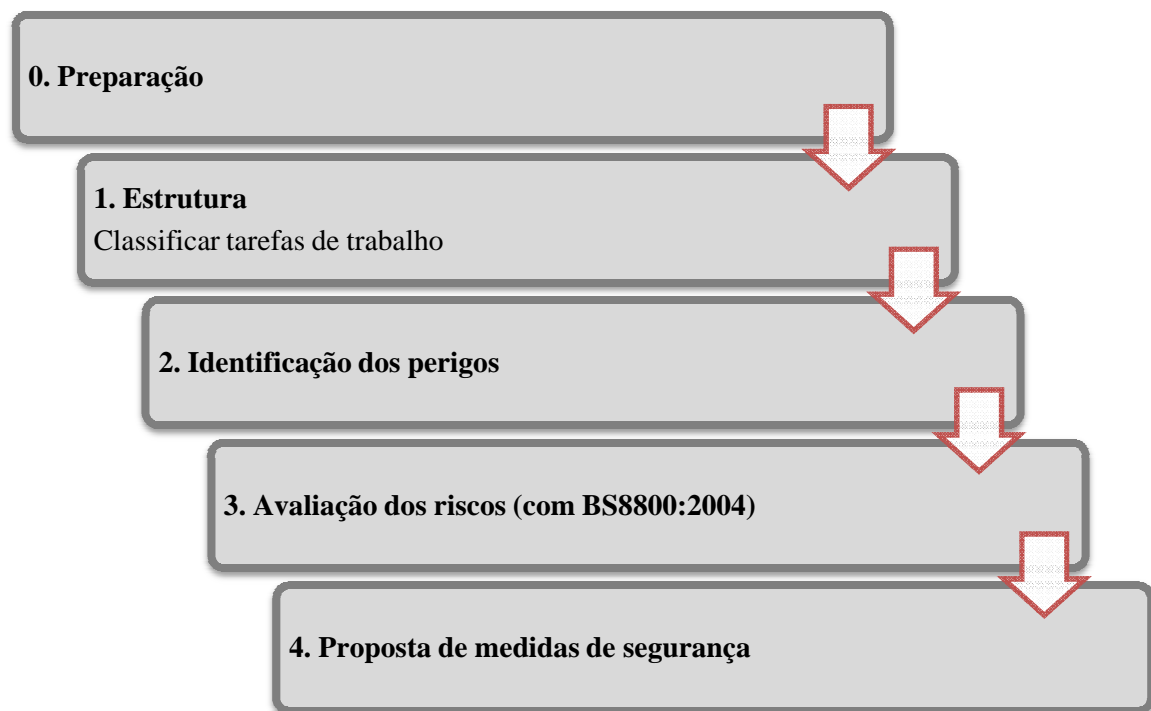 0. Preparação
1. Estrutura
Classificar tarefas de trabalho
2. Identificação dos perigos
3. Avaliação dos riscos (com BS8800:2004)
4. Proposta de medidas de segurança